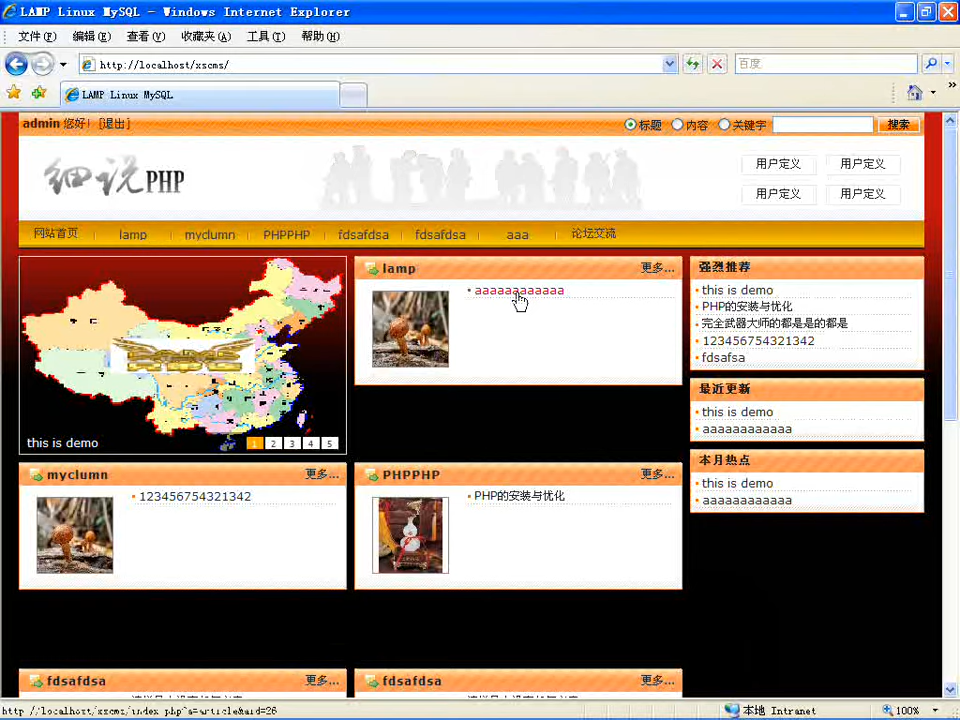 LAMP Linux MySQL - Windows Internet Explorer
文件(F) 编辑(E) 查看(V) 收藏夹(A) 工具(T) 帮助(H)
http://localhost/xscms/
百度
LAMP Linux MySQL
admin 您好! [退出]
标题 内容 关键字 搜索
细说PHP
用户定义 用户定义
用户定义 用户定义
网站首页 lamp myclumn PHPPHP fdsafdsa fdsafdsa aaa 论坛交流
this is demo
1 2 3 4 5
lamp 更多...
aaaaaaaaaaaa
强烈推荐
this is demo
PHP的安装与优化
完全武器大师的都是是的都是
123456754321342
fdsafsa
最近更新
this is demo
aaaaaaaaaaaa
本月热点
this is demo
aaaaaaaaaaaa
myclumn 更多...
123456754321342
PHPPHP 更多...
PHP的安装与优化
fdsafdsa 更多...
fdsafdsa 更多...
http://localhost/xscms/index.php?a=article&aid=26
本地 Intranet
100%